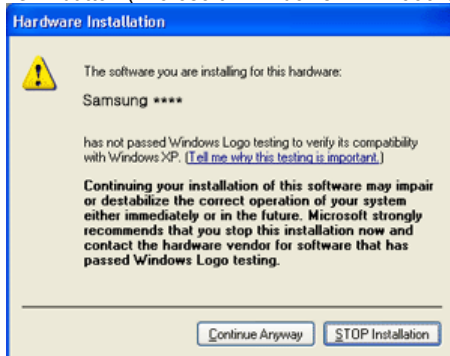 Hardware Installation
The software you are installing for this hardware:
Samsung ****
has not passed Windows Logo testing to verify its compatibility
with Windows XP. (Tell me why this testing is important.)
Continuing your installation of this software may impair
or destabilize the correct operation of your system
either immediately or in the future. Microsoft strongly
recommends that you stop this installation now and
contact the hardware vendor for software that has
passed Windows Logo testing.
Continue Anyway
STOP Installation